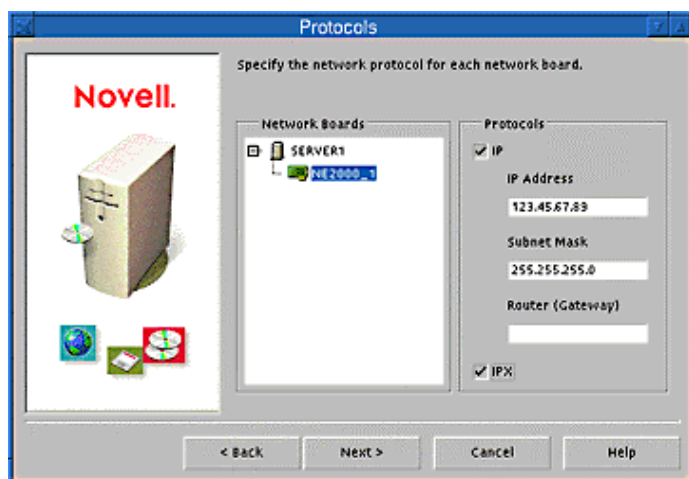 Protocols
Specify the network protocol for each network board.
Novell.
Network Boards
SERVER1
NE2000_1
Protocols
IP
IP Address
123.45.67.89
Subnet Mask
255.255.255.0
Router (Gateway)
IPX
< Back
Next >
Cancel
Help